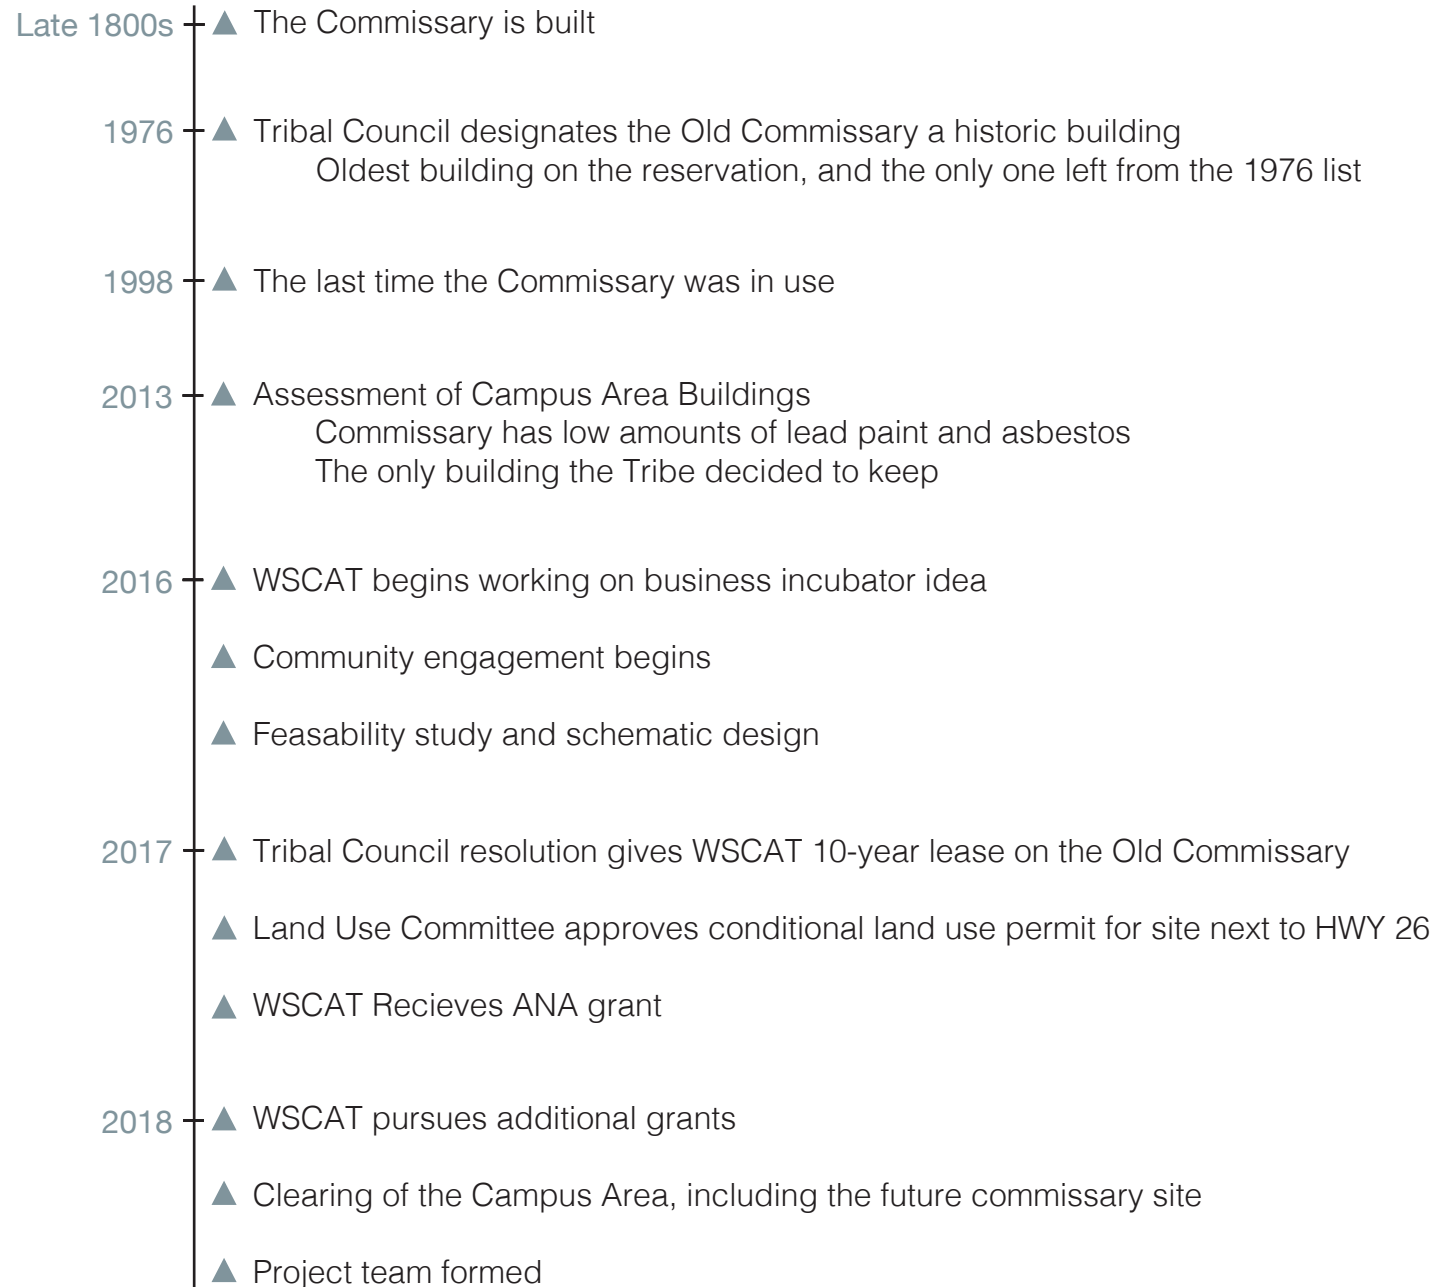 Late 1800s The Commissary is built
1976 Tribal Council designates the Old Commissary a historic building
Oldest building on the reservation, and the only one left from the 1976 list
1998 The last time the Commissary was in use
2013 Assessment of Campus Area Buildings
Commissary has low amounts of lead paint and asbestos
The only building the Tribe decided to keep
2016 WSCAT begins working on business incubator idea
Community engagement begins
Feasability study and schematic design
2017 Tribal Council resolution gives WSCAT 10-year lease on the Old Commissary
Land Use Committee approves conditional land use permit for site next to HWY 26
WSCAT Recieves ANA grant
2018 WSCAT pursues additional grants
Clearing of the Campus Area, including the future commissary site
Project team formed